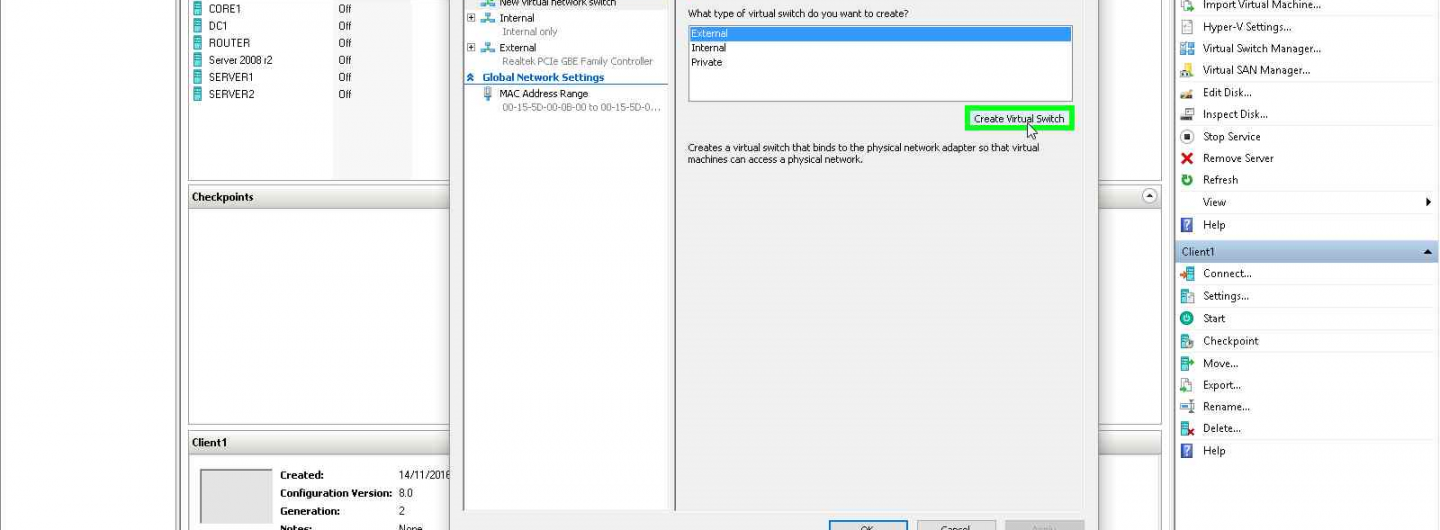 CORE1 Off
DC1 Off
ROUTER Off
Server 2008 r2 Off
SERVER1 Off
SERVER2 Off
Checkpoints
Client1
Created: 14/11/2016
Configuration Version: 8.0
Generation: 2
Notes: None
New virtual network switch
Internal
Internal only
External
Realtek PCIe GBE Family Controller
Global Network Settings
MAC Address Range
00-15-5D-00-0B-00 to 00-15-5D-0...
What type of virtual switch do you want to create?
External
Internal
Private
Create Virtual Switch
Creates a virtual switch that binds to the physical network adapter so that virtual
machines can access a physical network.
OK Cancel Apply
Import Virtual Machine...
Hyper-V Settings...
Virtual Switch Manager...
Virtual SAN Manager...
Edit Disk...
Inspect Disk...
Stop Service
Remove Server
Refresh
View
Help
Client1
Connect...
Settings...
Start
Checkpoint
Move...
Export...
Rename...
Delete...
Help